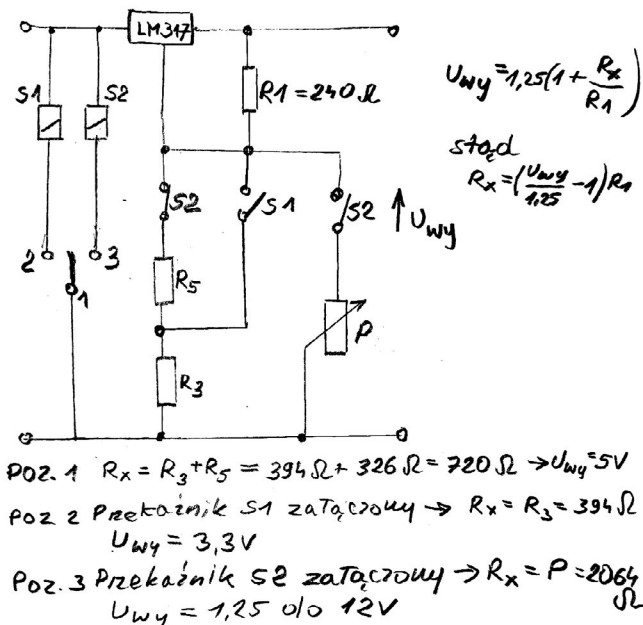 LM317
S1
S2
R1 = 240 Ω
Uwy = 1,25(1 + Rx/R1)
stąd
Rx = (Uwy/1,25 - 1) R1
S2
S1
S2
Uwy
2
3
1
R5
P
R3
POZ. 1 Rx = R3 + R5 = 394 Ω + 326 Ω = 720 Ω → Uwy = 5V
POZ 2 Przekaźnik S1 załączony → Rx = R3 = 394 Ω
Uwy = 3,3V
Poz. 3 Przekaźnik S2 załączony → Rx = P = 2064 Ω
Uwy = 1,25 do 12V